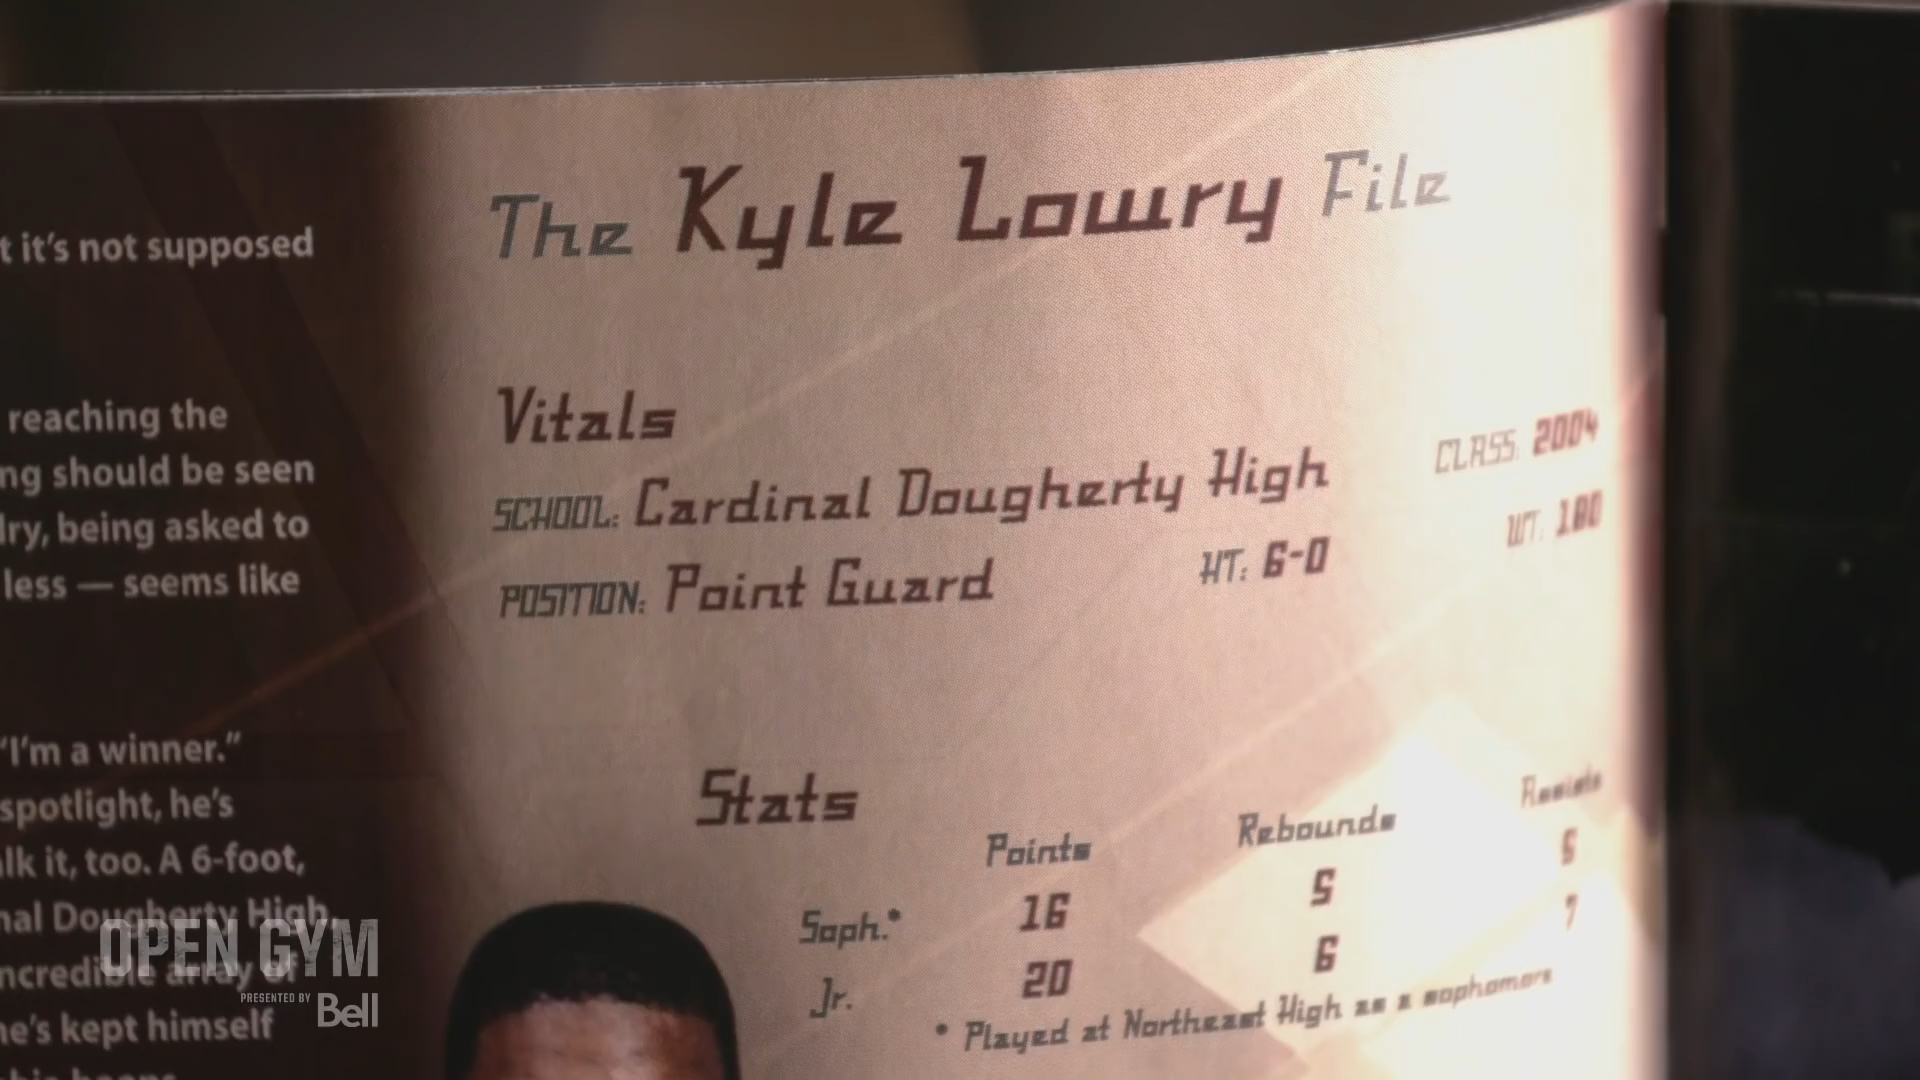 t it's not supposed
reaching the
ng should be seen
dry, being asked to
less — seems like
“I'm a winner.”
spotlight, he's
alk it, too. A 6-foot,
nal Dougherty High,
ncredible array of
he's kept himself
The Kyle Lowry File
Vitals
SCHOOL: Cardinal Dougherty High CLASS: 2004
POSITION: Point Guard HT: 6-0 WT: 180
Stats
Points Rebounds Assists
Soph.* 16 5 5
Jr. 20 6 7
* Played at Northeast High as a sophomore
OPEN GYM
PRESENTED BY Bell